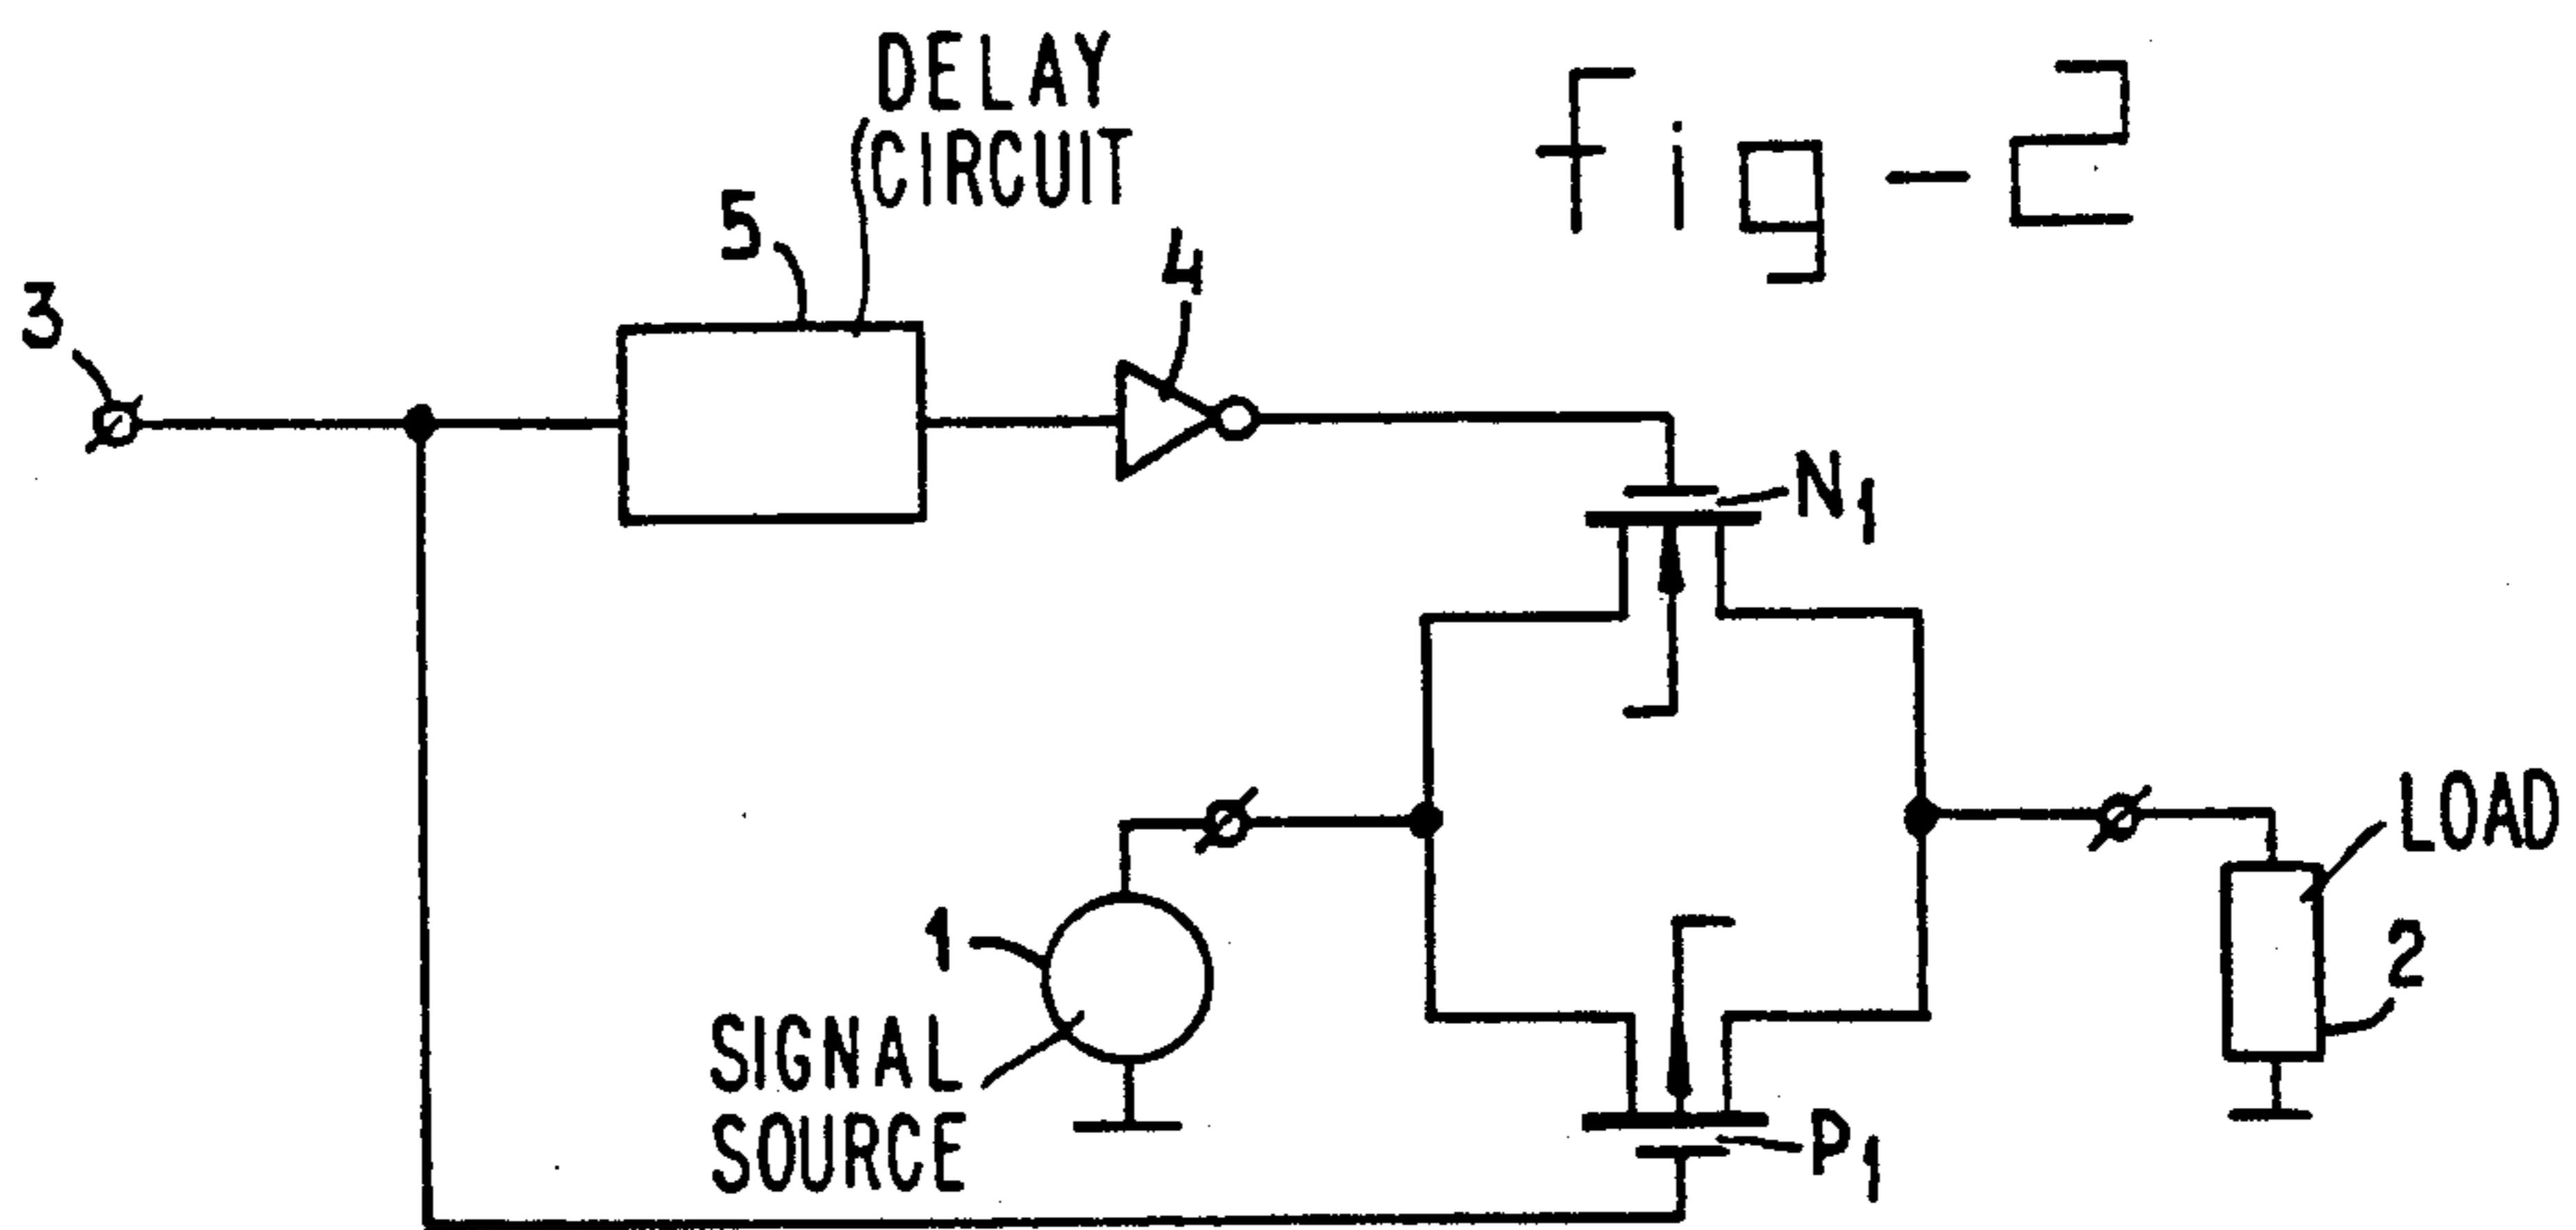 DELAY
CIRCUIT
fig-2
5
4
3
N1
LOAD
1
2
SIGNAL
SOURCE
P1